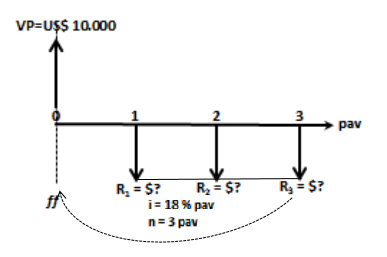 VP=U$$ 10.000
0 1 2 3 pav
R₁ = $? R₂ = $? R₃ = $?
ff i = 18 % pav
n = 3 pav